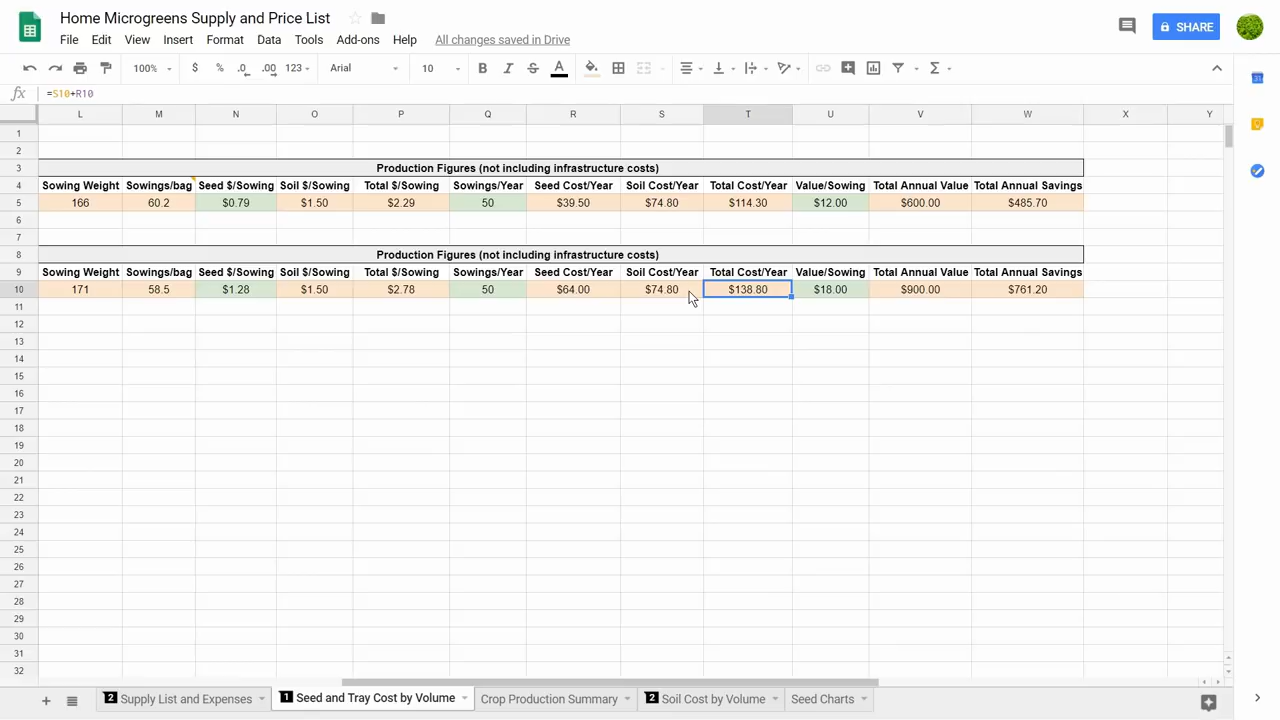 Home Microgreens Supply and Price List
SHARE
File Edit View Insert Format Data Tools Add-ons Help All changes saved in Drive
100% $ % .0 .00 123 Arial 10 B I S A
fx =S10+R10
L M N O P Q R S T U V W X Y
1
2
3 Production Figures (not including infrastructure costs)
4 Sowing Weight Sowings/bag Seed $/Sowing Soil $/Sowing Total $/Sowing Sowings/Year Seed Cost/Year Soil Cost/Year Total Cost/Year Value/Sowing Total Annual Value Total Annual Savings
5 166 60.2 $0.79 $1.50 $2.29 50 $39.50 $74.80 $114.30 $12.00 $600.00 $485.70
6
7
8 Production Figures (not including infrastructure costs)
9 Sowing Weight Sowings/bag Seed $/Sowing Soil $/Sowing Total $/Sowing Sowings/Year Seed Cost/Year Soil Cost/Year Total Cost/Year Value/Sowing Total Annual Value Total Annual Savings
10 171 58.5 $1.28 $1.50 $2.78 50 $64.00 $74.80 $138.80 $18.00 $900.00 $761.20
11
12
13
14
15
16
17
18
19
20
21
22
23
24
25
26
27
28
29
30
31
32
2 Supply List and Expenses 1 Seed and Tray Cost by Volume Crop Production Summary 2 Soil Cost by Volume Seed Charts